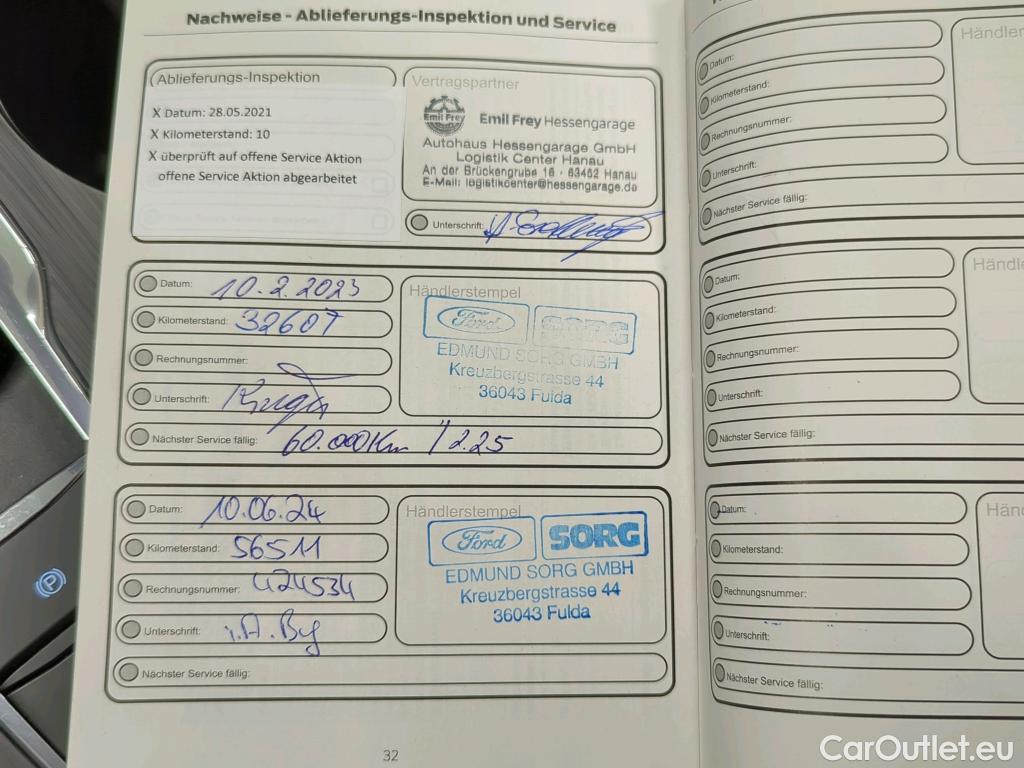 Nachweise - Ablieferungs-Inspektion und Service
Ablieferungs-Inspektion
X Datum: 28.05.2021
X Kilometerstand: 10
X überprüft auf offene Service Aktion
offene Service Aktion abgearbeitet
Vertragspartner
Emil Frey
Emil Frey Hessengarage
Autohaus Hessengarage GmbH
Logistik Center Hanau
An der Brückengrube 16 · 63452 Hanau
E-Mail: logistikcenter@hessengarage.de
Unterschrift:
Datum: 10.2.2023
Kilometerstand: 32607
Rechnungsnummer:
Unterschrift:
Nächster Service fällig: 60.000Km / 2.25
Händlerstempel
Ford SORG
EDMUND SORG GMBH
Kreuzbergstrasse 44
36043 Fulda
Datum: 10.06.24
Kilometerstand: 56511
Rechnungsnummer: 424534
Unterschrift: i.A. By
Nächster Service fällig:
Händlerstempel
Ford SORG
EDMUND SORG GMBH
Kreuzbergstrasse 44
36043 Fulda
32
Datum:
Kilometerstand:
Rechnungsnummer:
Unterschrift:
Nächster Service fällig:
Händler
Datum:
Kilometerstand:
Rechnungsnummer:
Unterschrift:
Nächster Service fällig:
Händl
Datum:
Kilometerstand:
Rechnungsnummer:
Unterschrift:
Nächster Service fällig:
Händ
P
CarOutlet.eu